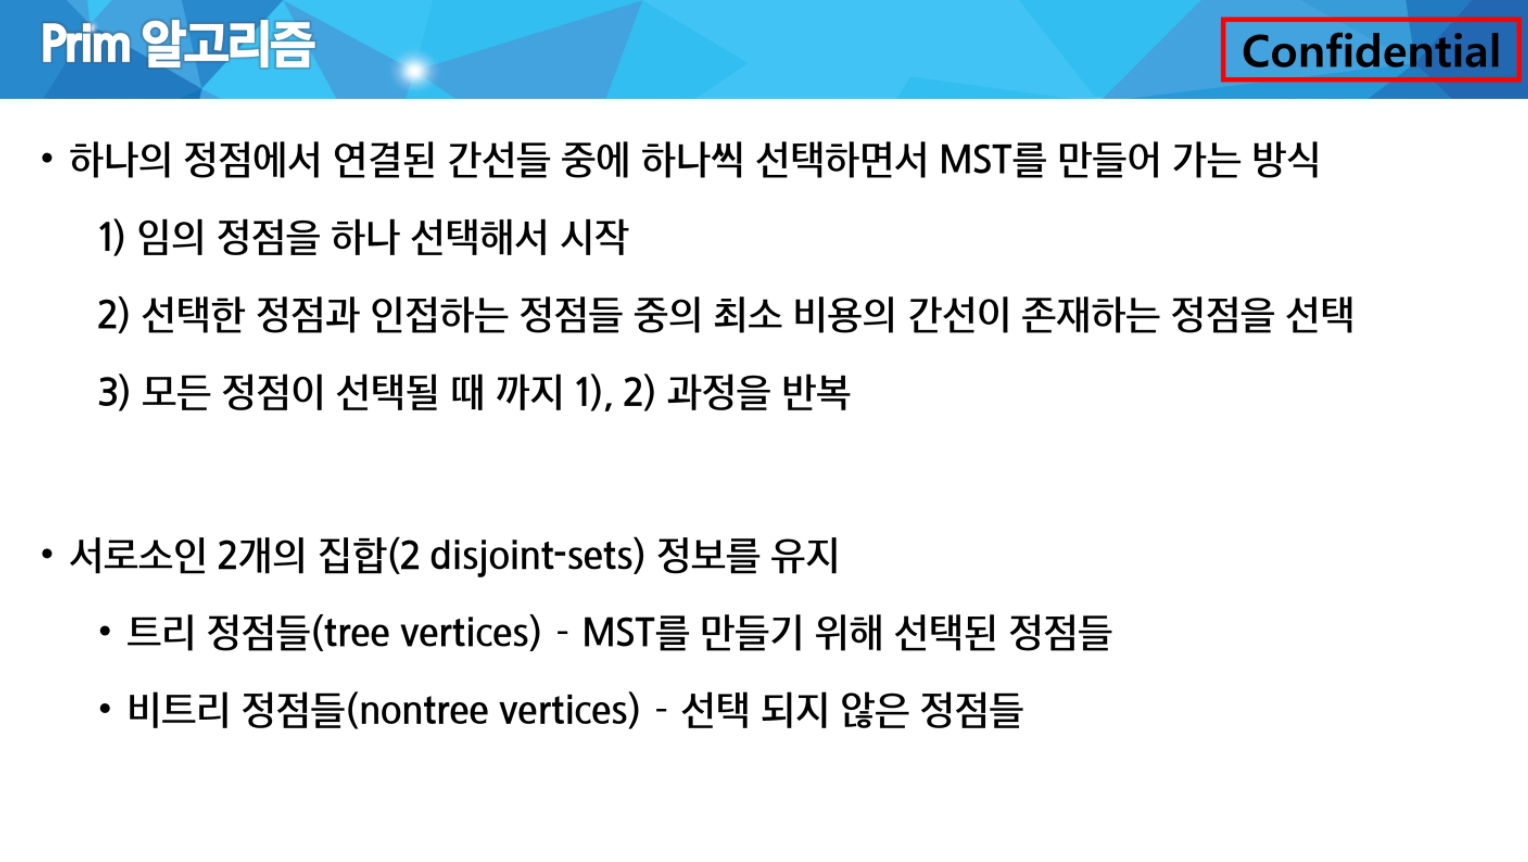 Prim 알고리즘
Confidential
• 하나의 정점에서 연결된 간선들 중에 하나씩 선택하면서 MST를 만들어 가는 방식
1) 임의 정점을 하나 선택해서 시작
2) 선택한 정점과 인접하는 정점들 중의 최소 비용의 간선이 존재하는 정점을 선택
3) 모든 정점이 선택될 때 까지 1), 2) 과정을 반복
• 서로소인 2개의 집합(2 disjoint-sets) 정보를 유지
• 트리 정점들(tree vertices) - MST를 만들기 위해 선택된 정점들
• 비트리 정점들(nontree vertices) - 선택 되지 않은 정점들